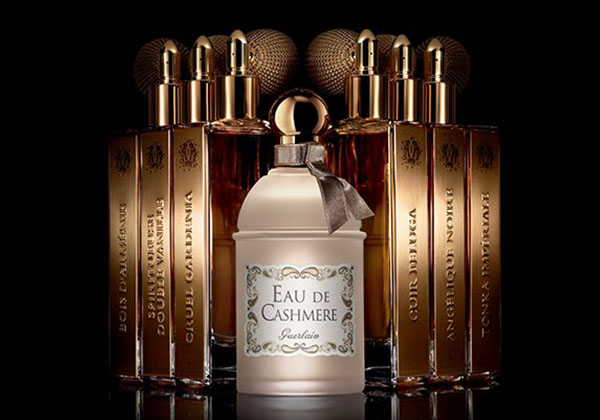 BOIS D'ARMÉNIE
SPIRITUEUSE
DOUBLE VANILLE
CRUEL GARDENIA
EAU DE
CASHMERE
Guerlain
CUIR BELUGA
ANGÉLIQUE NOIRE
TONKA IMPÉRIALE